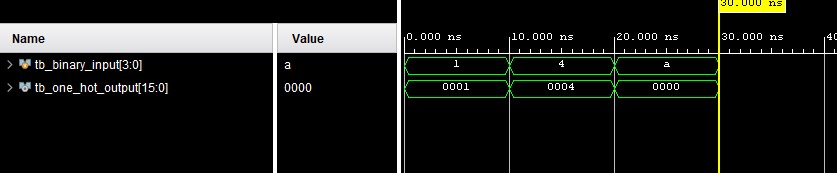 30.000 ns
Name Value 0.000 ns 10.000 ns 20.000 ns 30.000 ns 40
tb_binary_input[3:0] a 1 4 a
tb_one_hot_output[15:0] 0000 0001 0004 0000